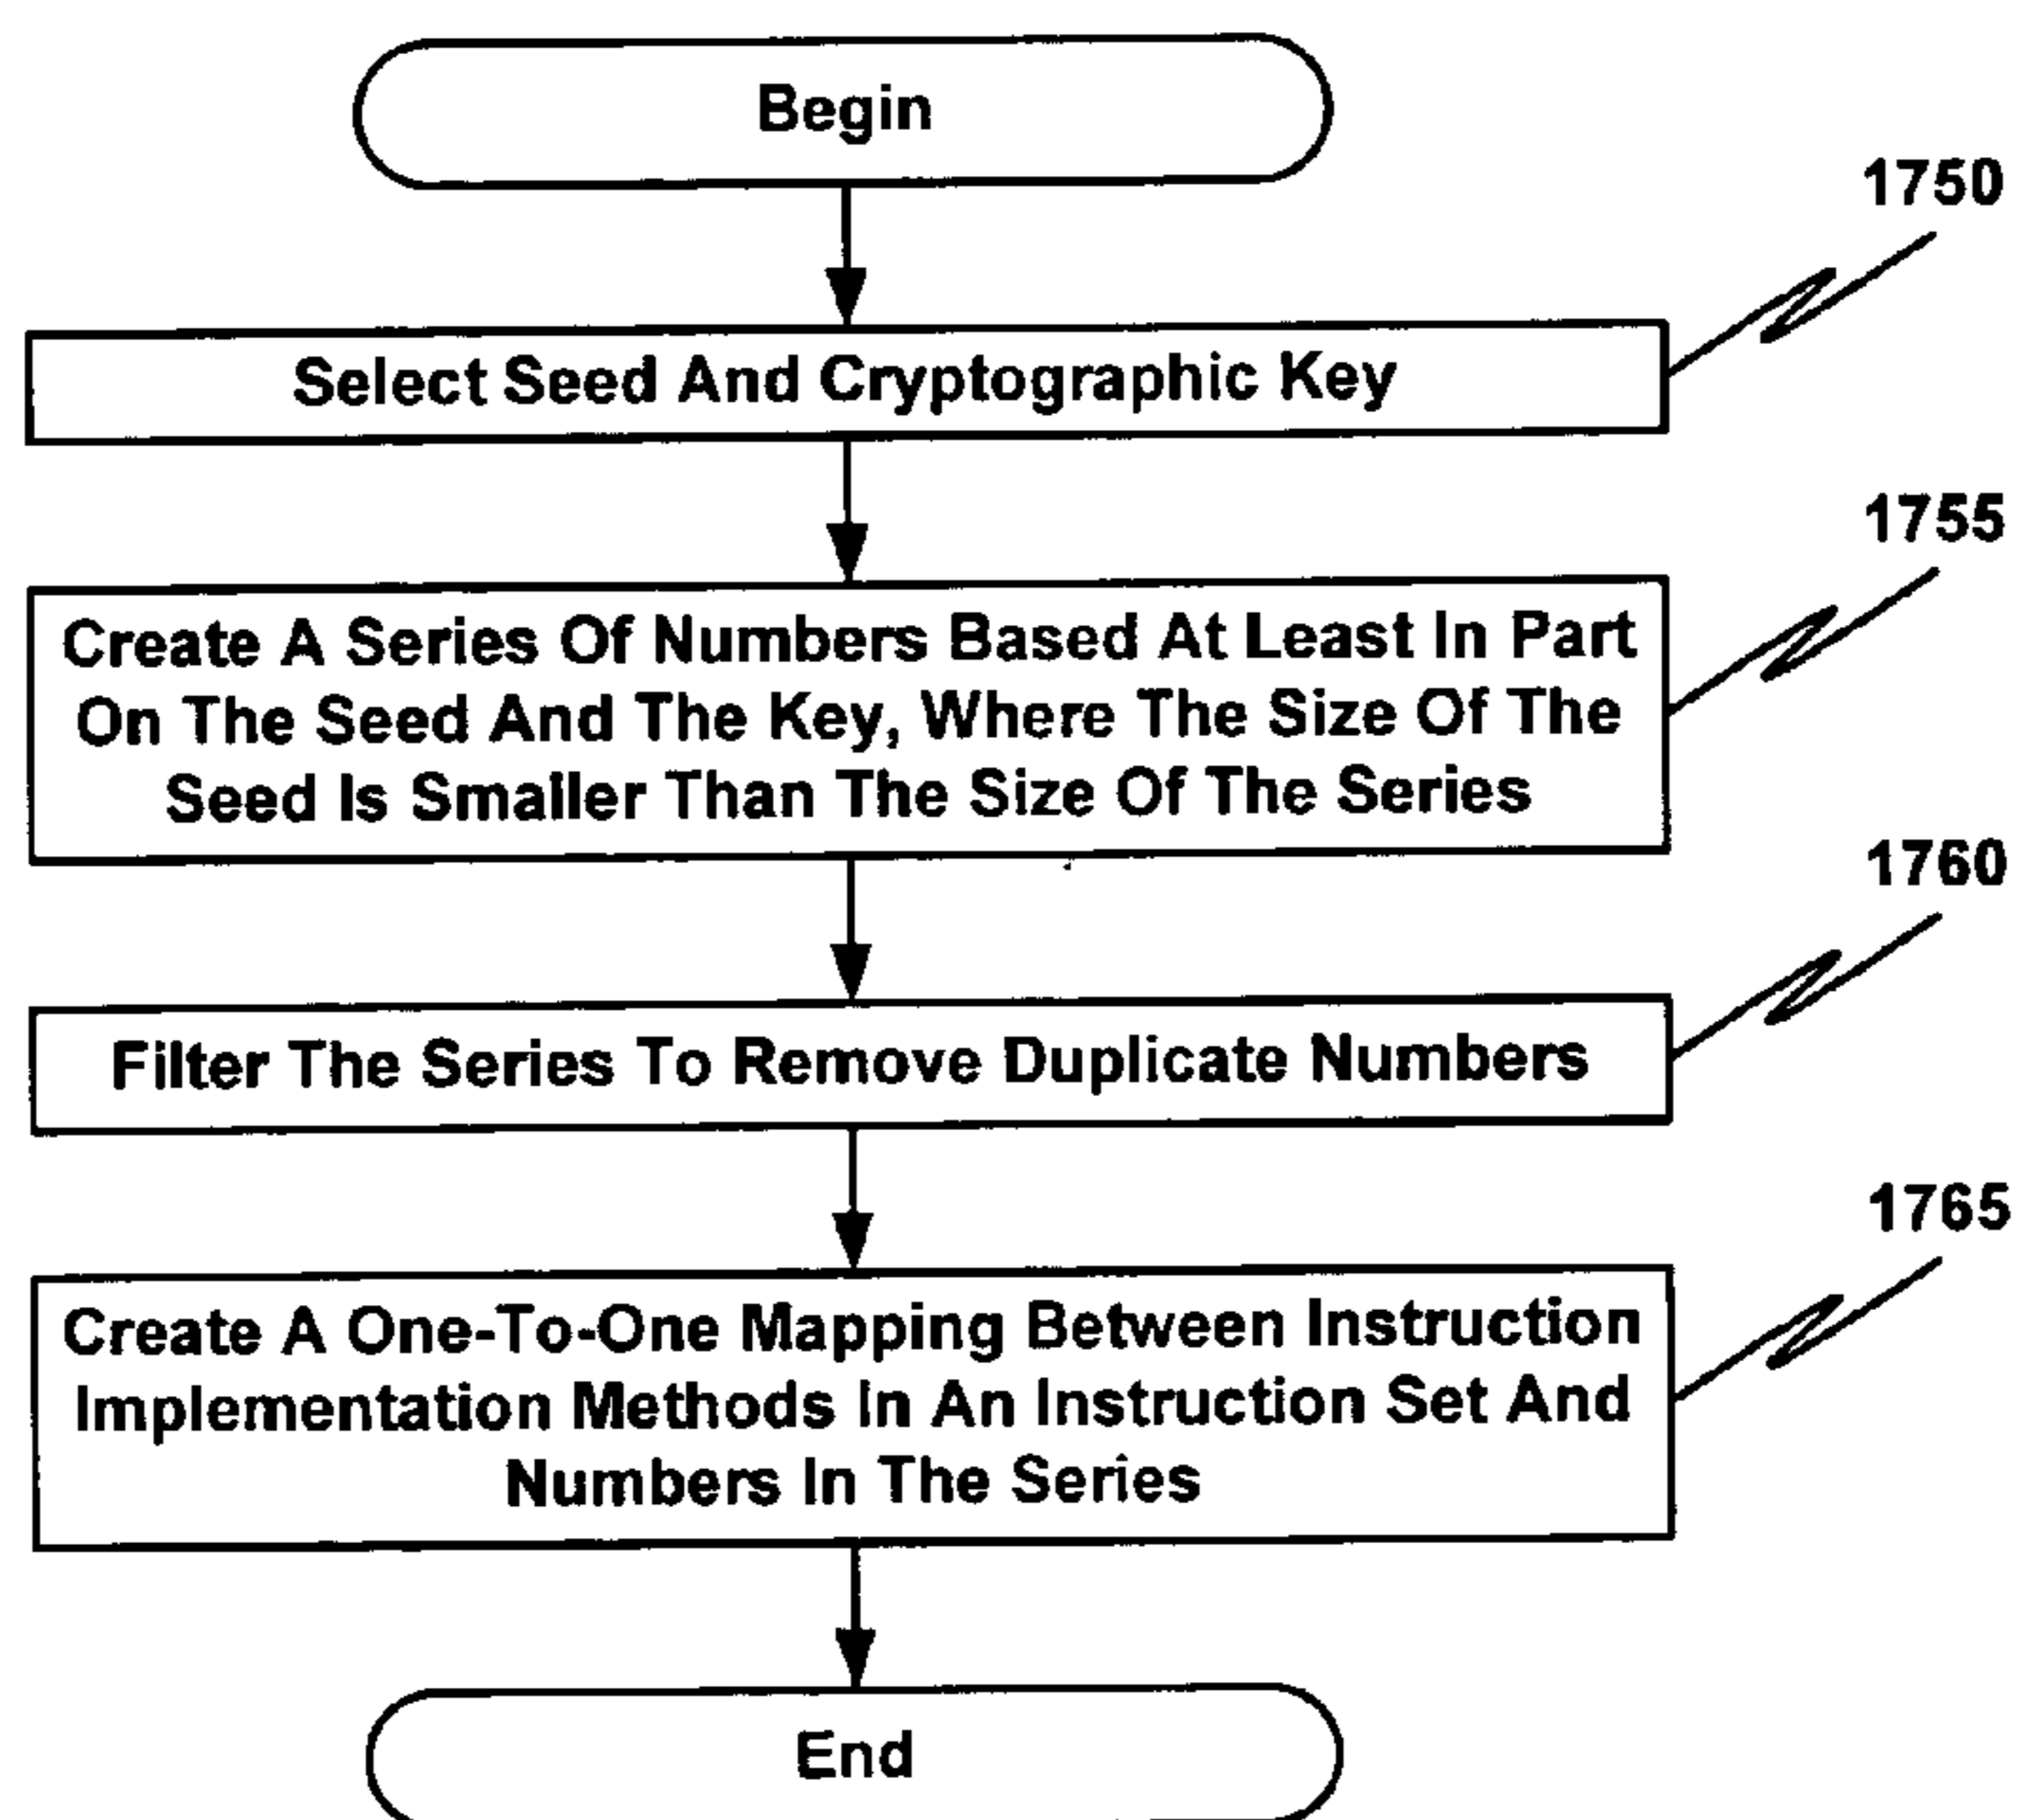 Begin
1750
Select Seed And Cryptographic Key
1755
Create A Series Of Numbers Based At Least In Part
On The Seed And The Key, Where The Size Of The
Seed Is Smaller Than The Size Of The Series
1760
Filter The Series To Remove Duplicate Numbers
1765
Create A One-To-One Mapping Between Instruction
Implementation Methods In An Instruction Set And
Numbers In The Series
End